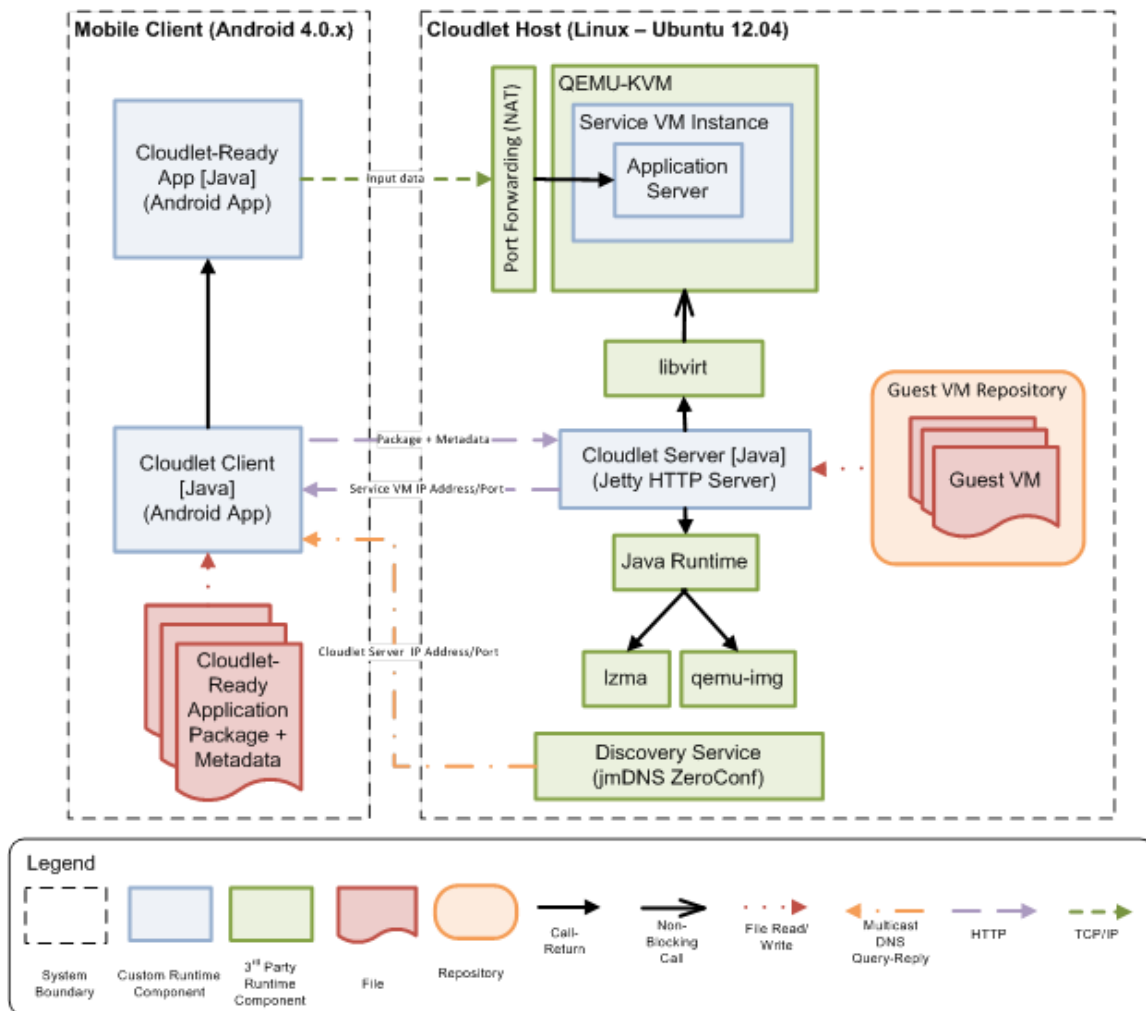 Mobile Client (Android 4.0.x)
Cloudlet Host (Linux – Ubuntu 12.04)
Cloudlet-Ready
App [Java]
(Android App)
Input data
Port Forwarding (NAT)
QEMU-KVM
Service VM Instance
Application
Server
libvirt
Guest VM Repository
Guest VM
Cloudlet Client
[Java]
(Android App)
Package + Metadata
Service VM IP Address/Port
Cloudlet Server [Java]
(Jetty HTTP Server)
Java Runtime
lzma
qemu-img
Cloudlet Server IP Address/Port
Cloudlet-
Ready
Application
Package +
Metadata
Discovery Service
(jmDNS ZeroConf)
Legend
System
Boundary
Custom Runtime
Component
3rd Party
Runtime
Component
File
Repository
Call-
Return
Non-
Blocking
Call
File Read/
Write
Multicast
DNS
Query-Reply
HTTP
TCP/IP